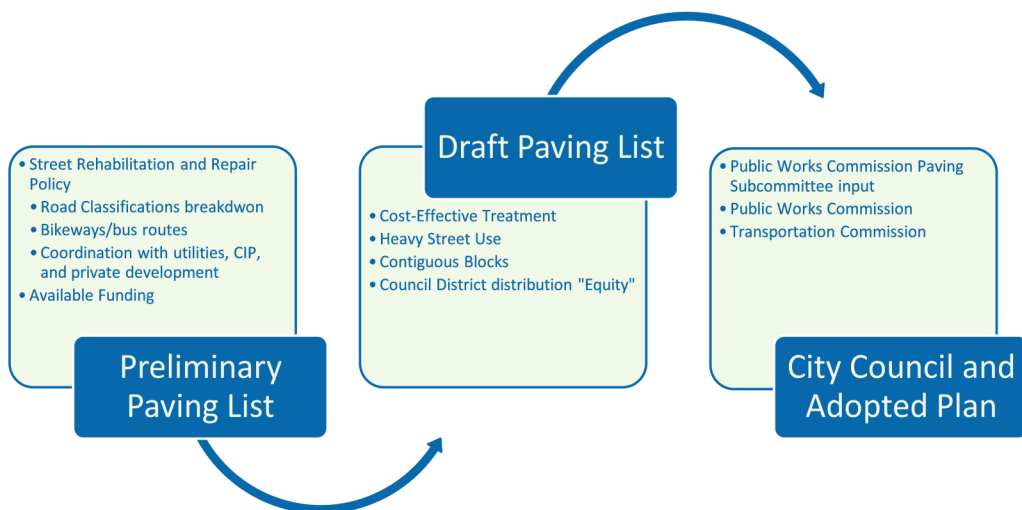 • Street Rehabilitation and Repair
Policy
• Road Classifications breakdwon
• Bikeways/bus routes
• Coordination with utilities, CIP,
and private development
• Available Funding
Preliminary
Paving List
Draft Paving List
• Cost-Effective Treatment
• Heavy Street Use
• Contiguous Blocks
• Council District distribution "Equity"
• Public Works Commission Paving
Subcommittee input
• Public Works Commission
• Transportation Commission
City Council and
Adopted Plan